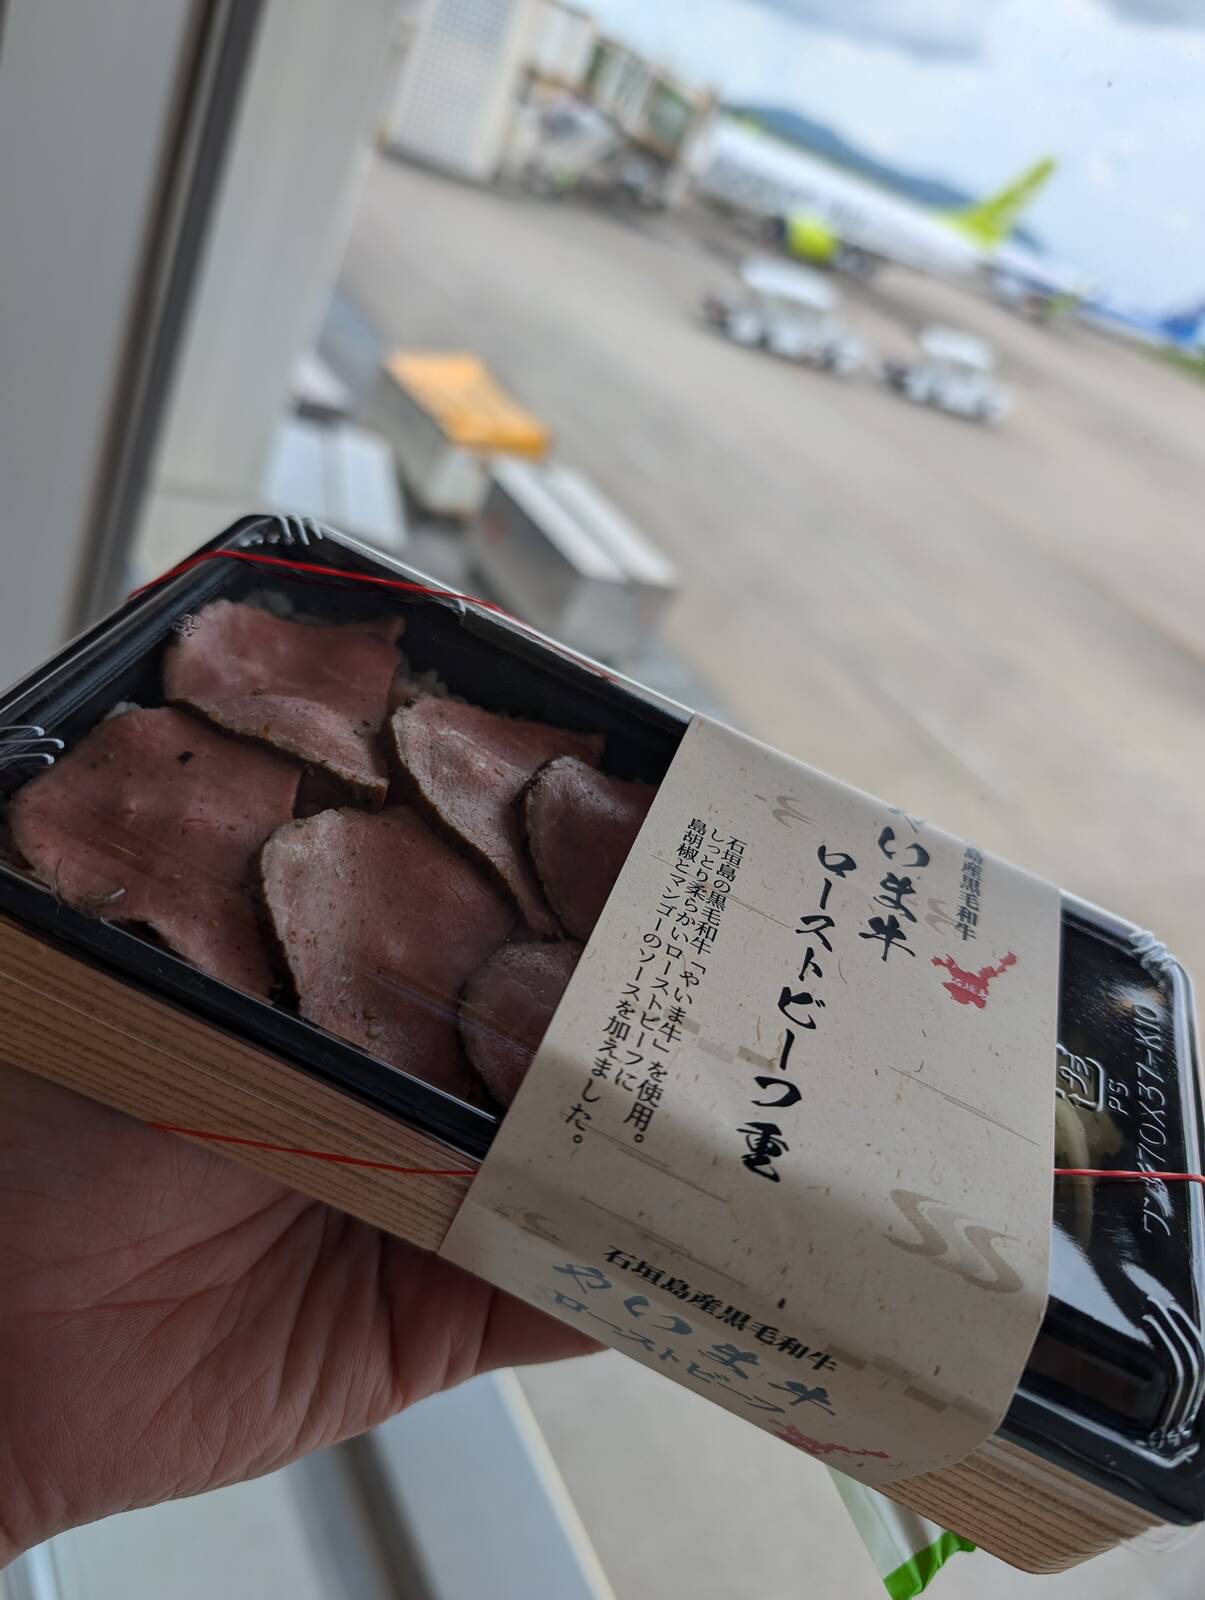 島産黒毛和牛
いま牛
ローストビーフ重
石垣島の黒毛和牛「やいま牛」を使用。
しっとり柔らかいローストビーフに
島胡椒とマンゴーのソースを加えました。
石垣島産黒毛和牛
やいま牛
ローストビーフ
PS